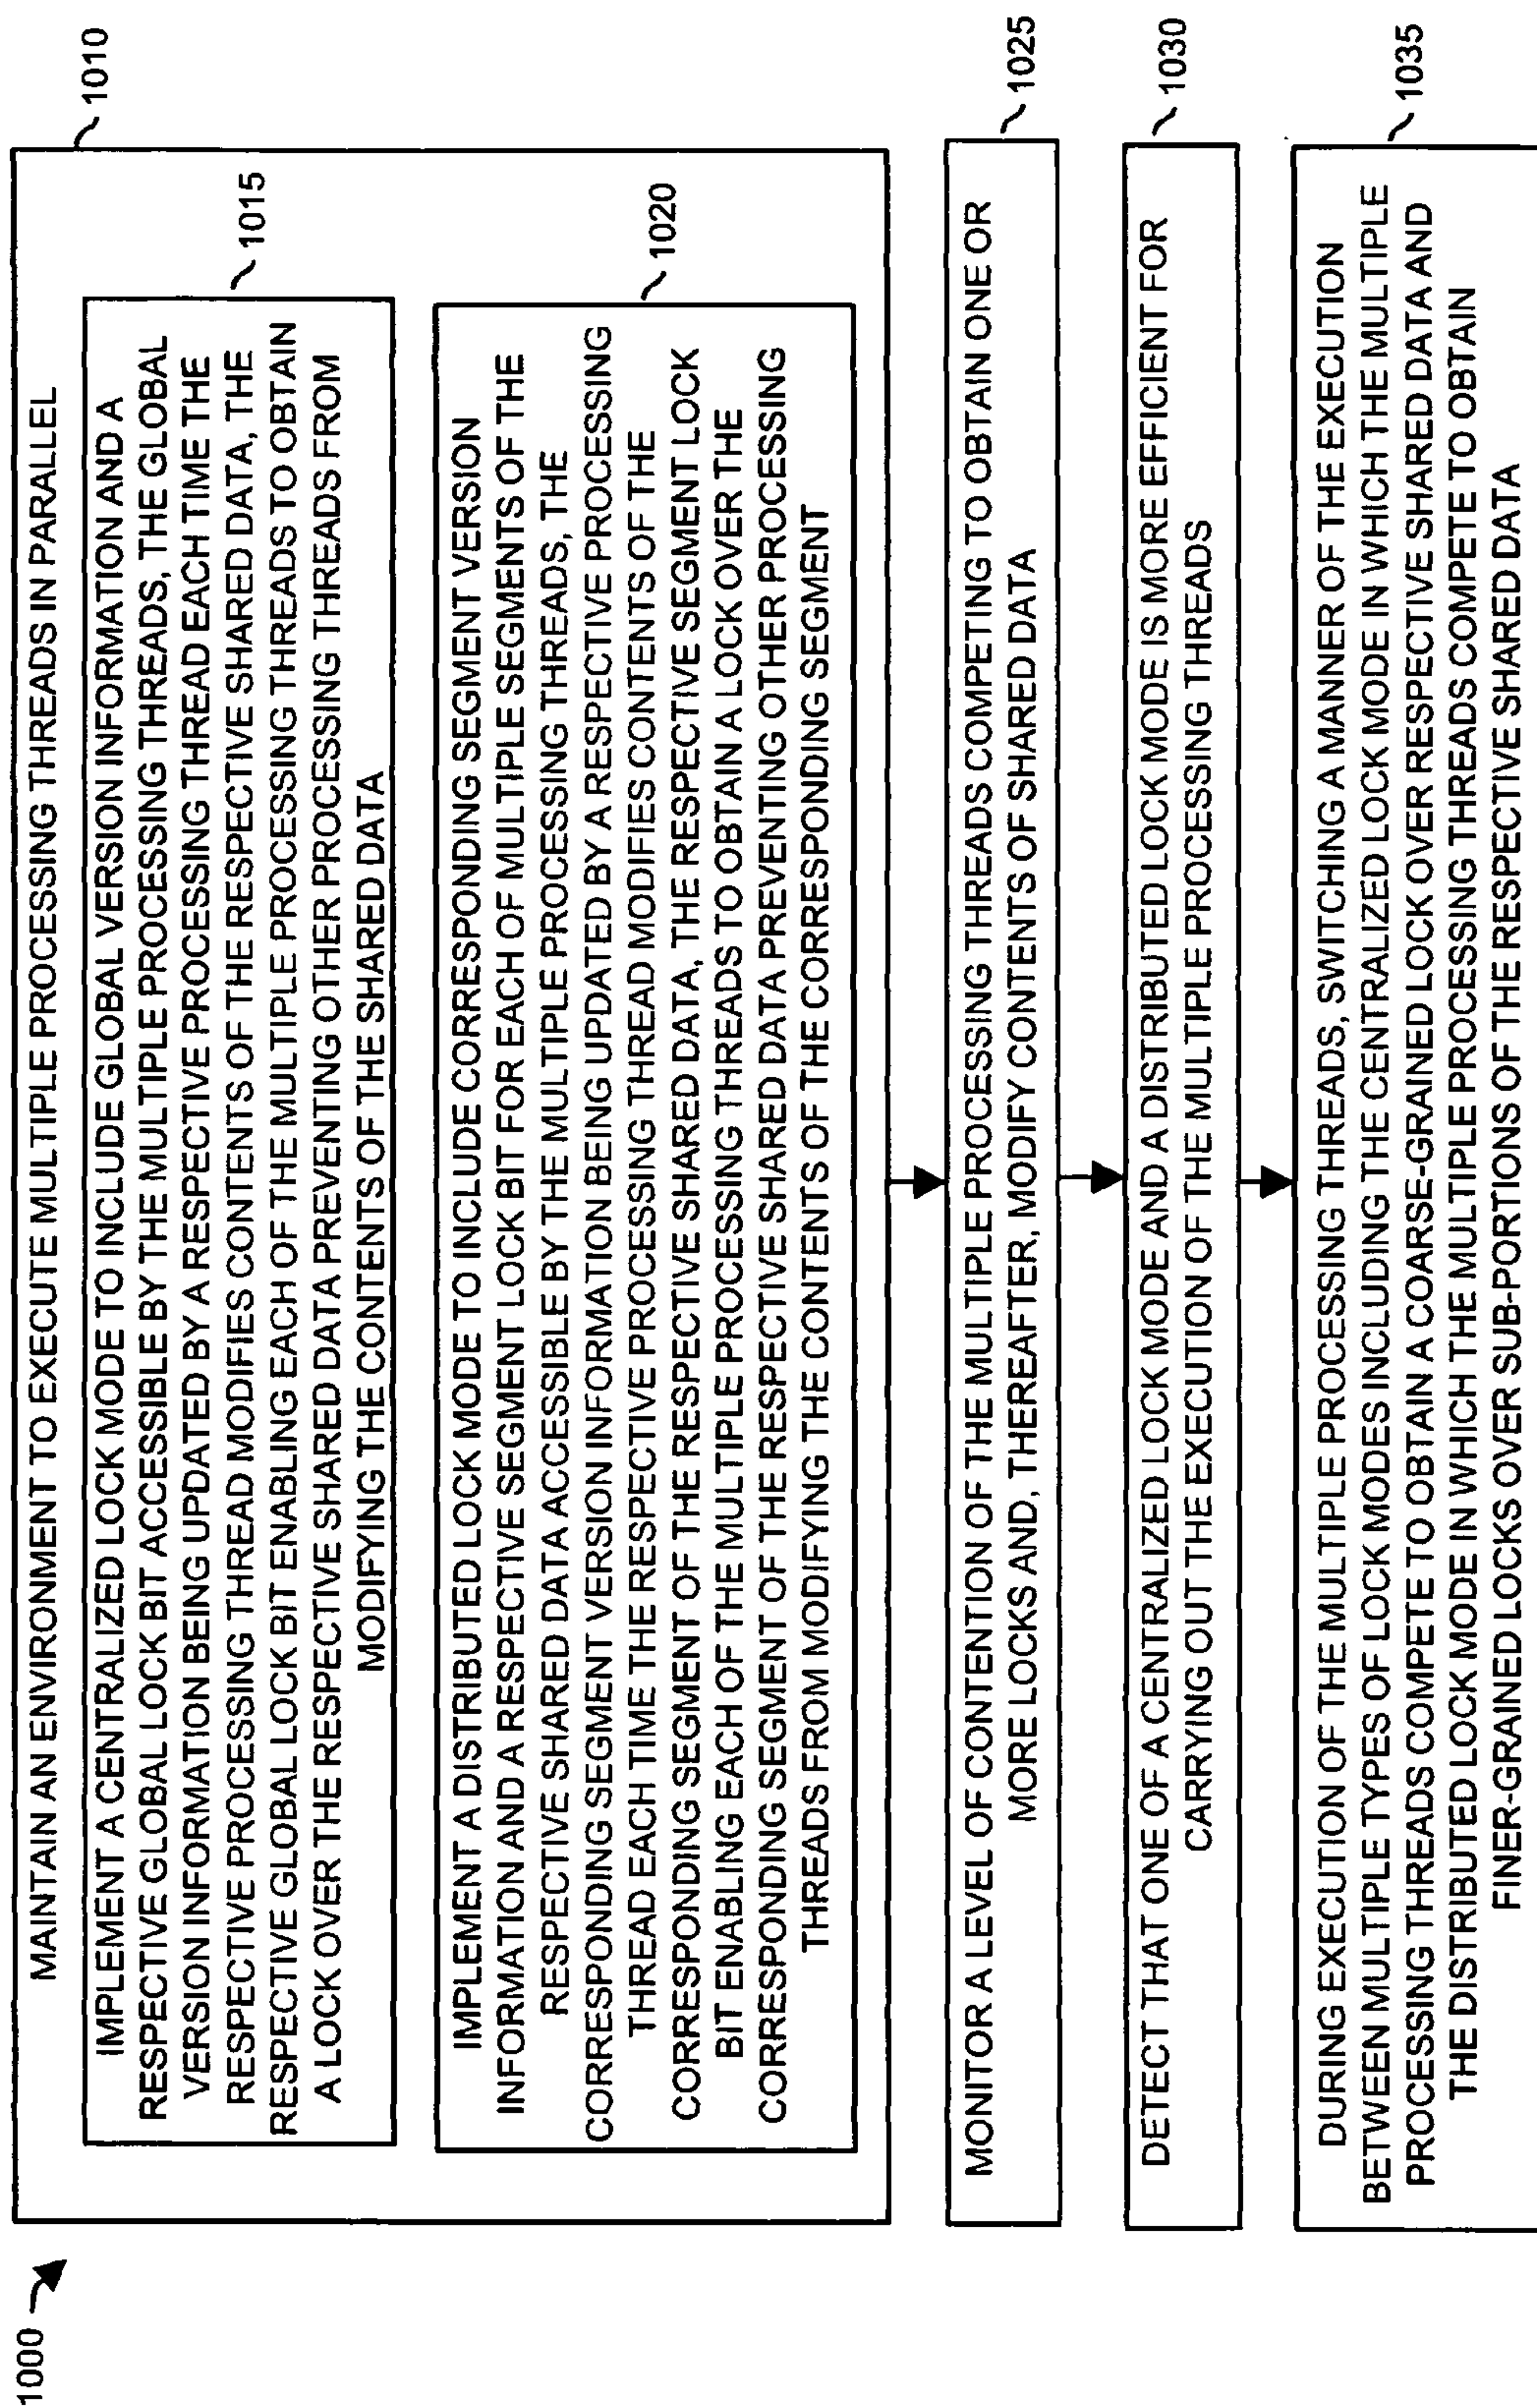 1000
MAINTAIN AN ENVIRONMENT TO EXECUTE MULTIPLE PROCESSING THREADS IN PARALLEL
1010
IMPLEMENT A CENTRALIZED LOCK MODE TO INCLUDE GLOBAL VERSION INFORMATION AND A
RESPECTIVE GLOBAL LOCK BIT ACCESSIBLE BY THE MULTIPLE PROCESSING THREADS, THE GLOBAL
VERSION INFORMATION BEING UPDATED BY A RESPECTIVE PROCESSING THREAD EACH TIME THE
RESPECTIVE PROCESSING THREAD MODIFIES CONTENTS OF THE RESPECTIVE SHARED DATA, THE
RESPECTIVE GLOBAL LOCK BIT ENABLING EACH OF THE MULTIPLE PROCESSING THREADS TO OBTAIN
A LOCK OVER THE RESPECTIVE SHARED DATA PREVENTING OTHER PROCESSING THREADS FROM
MODIFYING THE CONTENTS OF THE SHARED DATA
1015
IMPLEMENT A DISTRIBUTED LOCK MODE TO INCLUDE CORRESPONDING SEGMENT VERSION
INFORMATION AND A RESPECTIVE SEGMENT LOCK BIT FOR EACH OF MULTIPLE SEGMENTS OF THE
RESPECTIVE SHARED DATA ACCESSIBLE BY THE MULTIPLE PROCESSING THREADS, THE
CORRESPONDING SEGMENT VERSION INFORMATION BEING UPDATED BY A RESPECTIVE PROCESSING
THREAD EACH TIME THE RESPECTIVE PROCESSING THREAD MODIFIES CONTENTS OF THE
CORRESPONDING SEGMENT OF THE RESPECTIVE SHARED DATA, THE RESPECTIVE SEGMENT LOCK
BIT ENABLING EACH OF THE MULTIPLE PROCESSING THREADS TO OBTAIN A LOCK OVER THE
CORRESPONDING SEGMENT OF THE RESPECTIVE SHARED DATA PREVENTING OTHER PROCESSING
THREADS FROM MODIFYING THE CONTENTS OF THE CORRESPONDING SEGMENT
1020
MONITOR A LEVEL OF CONTENTION OF THE MULTIPLE PROCESSING THREADS COMPETING TO OBTAIN ONE OR
MORE LOCKS AND, THEREAFTER, MODIFY CONTENTS OF SHARED DATA
1025
DETECT THAT ONE OF A CENTRALIZED LOCK MODE AND A DISTRIBUTED LOCK MODE IS MORE EFFICIENT FOR
CARRYING OUT THE EXECUTION OF THE MULTIPLE PROCESSING THREADS
1030
DURING EXECUTION OF THE MULTIPLE PROCESSING THREADS, SWITCHING A MANNER OF THE EXECUTION
BETWEEN MULTIPLE TYPES OF LOCK MODES INCLUDING THE CENTRALIZED LOCK MODE IN WHICH THE MULTIPLE
PROCESSING THREADS COMPETE TO OBTAIN A COARSE-GRAINED LOCK OVER RESPECTIVE SHARED DATA AND
THE DISTRIBUTED LOCK MODE IN WHICH THE MULTIPLE PROCESSING THREADS COMPETE TO OBTAIN
FINER-GRAINED LOCKS OVER SUB-PORTIONS OF THE RESPECTIVE SHARED DATA
1035